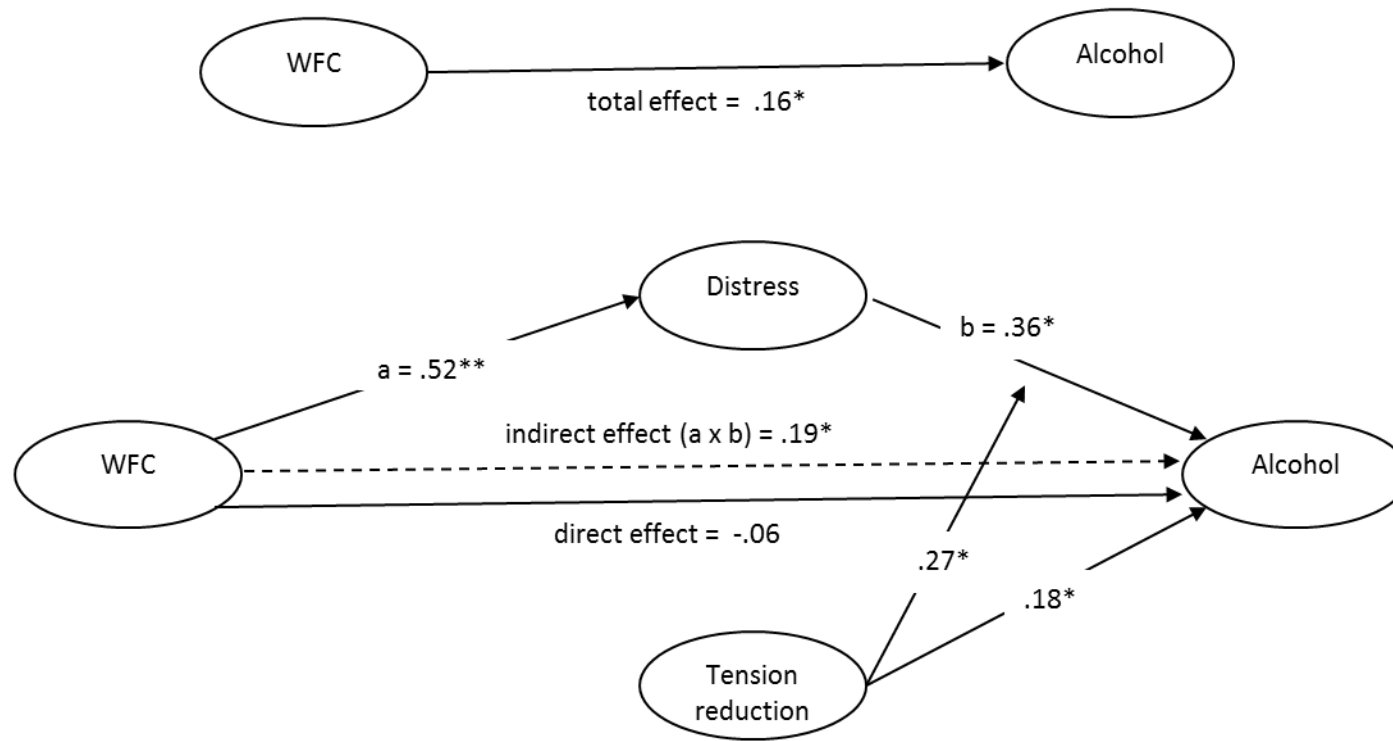 WFC
Alcohol
total effect = .16*
Distress
b = .36*
a = .52**
indirect effect (a x b) = .19*
WFC
Alcohol
direct effect = -.06
.27*
.18*
Tension
reduction